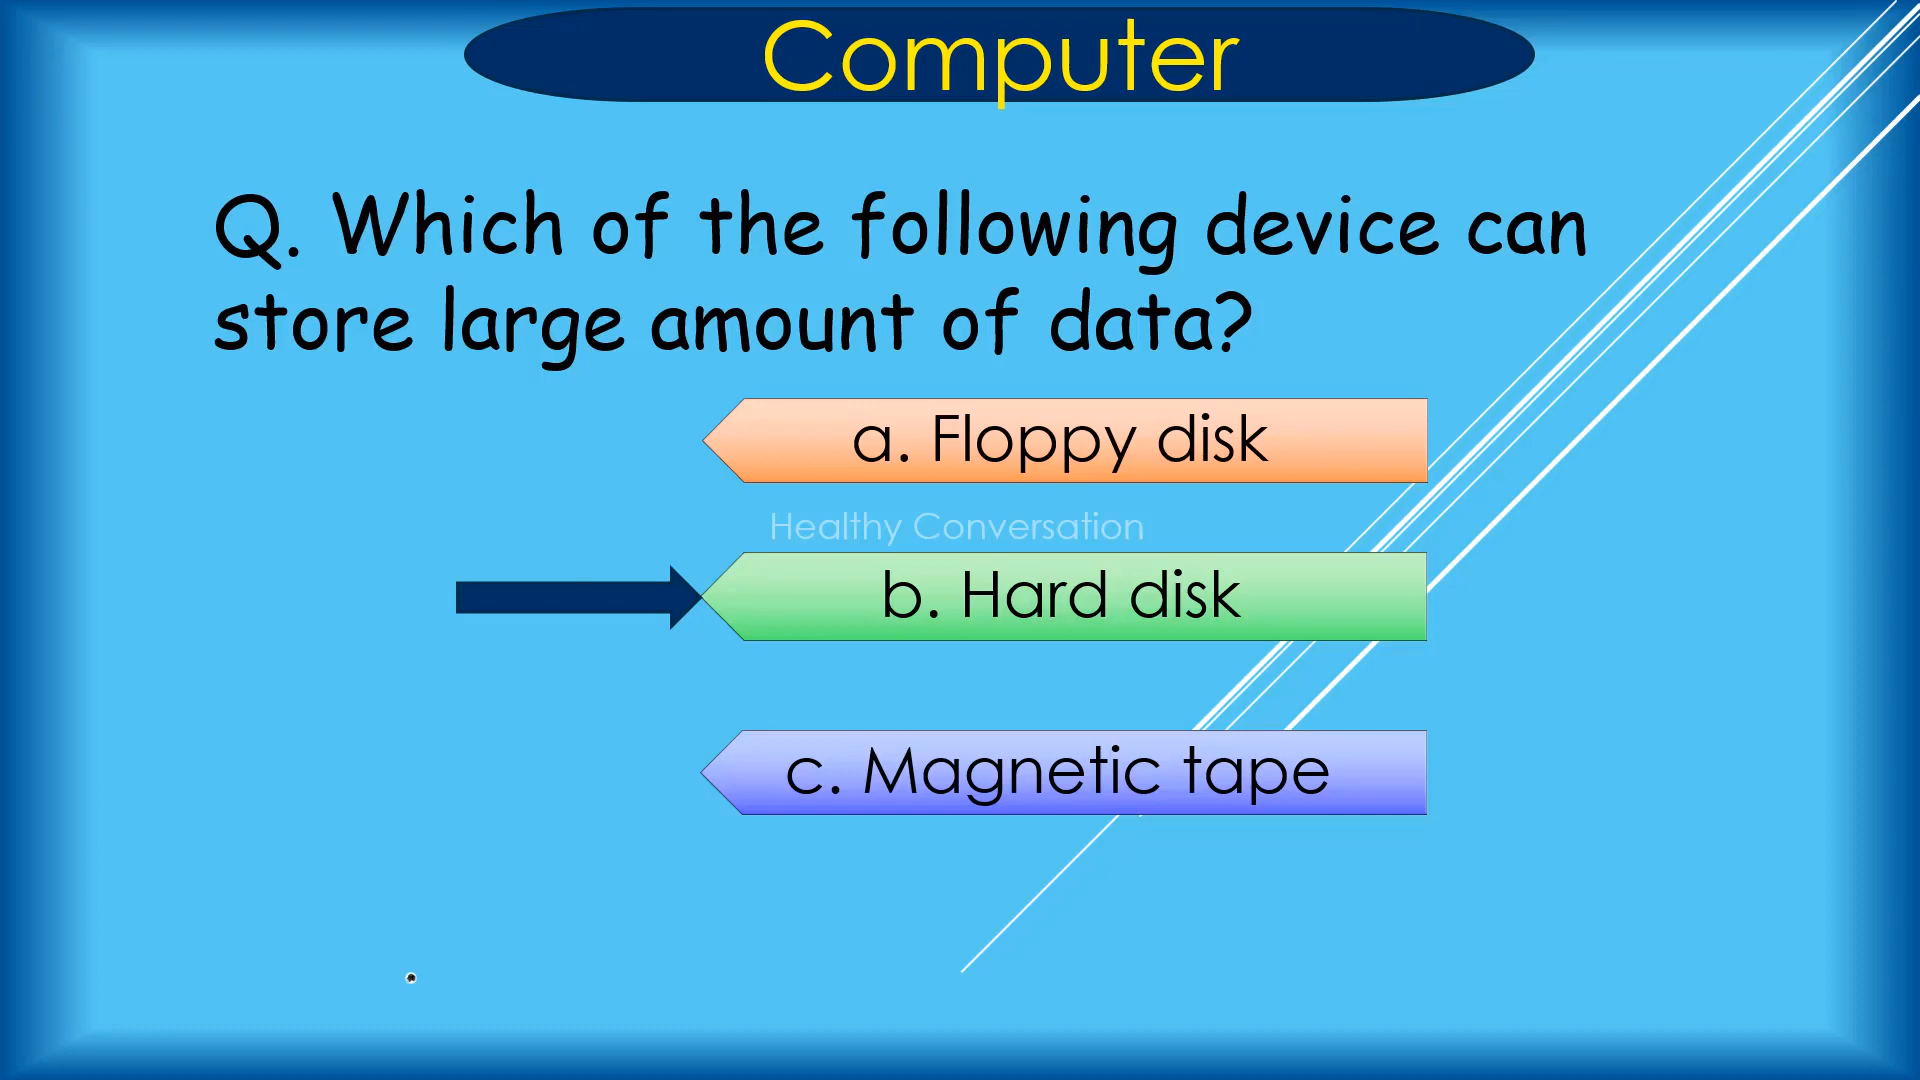 Computer
Q. Which of the following device can
store large amount of data?
a. Floppy disk
Healthy Conversation
b. Hard disk
c. Magnetic tape